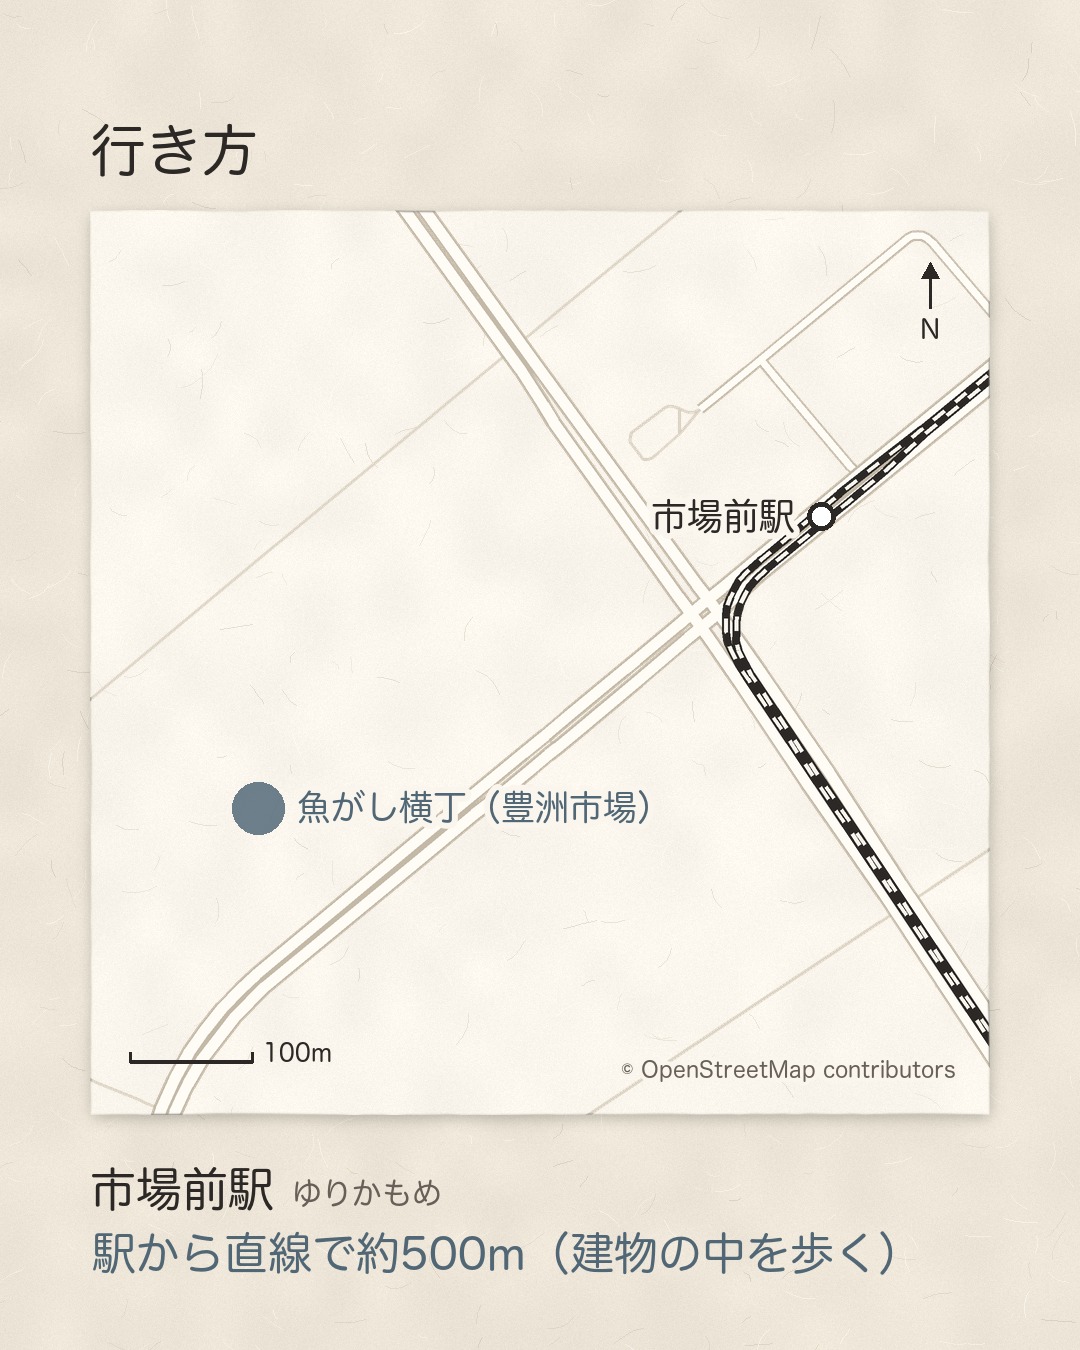 行き方
N
市場前駅
魚がし横丁（豊洲市場）
100m
© OpenStreetMap contributors
市場前駅 ゆりかもめ
駅から直線で約500m（建物の中を歩く）